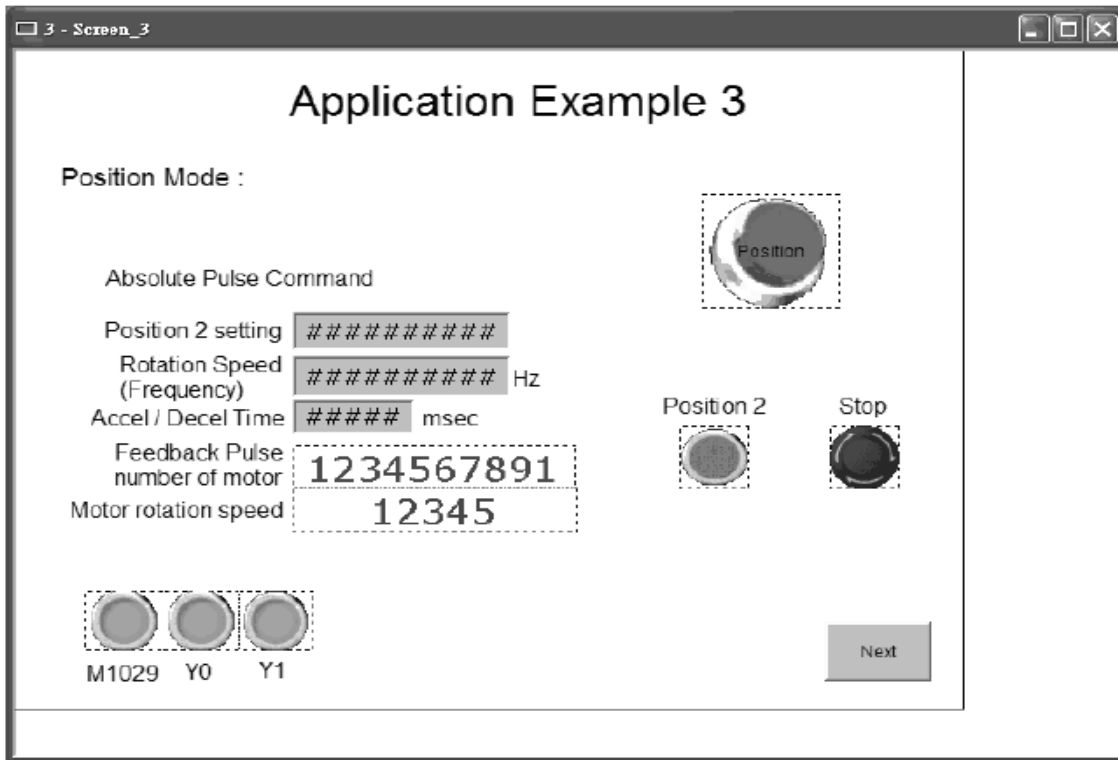 3 - Screen_3
Application Example 3
Position Mode :
Position
Absolute Pulse Command
Position 2 setting ##########
Rotation Speed
(Frequency) ########## Hz
Accel / Decel Time ##### msec
Position 2 Stop
Feedback Pulse
number of motor 1234567891
Motor rotation speed 12345
M1029 Y0 Y1
Next